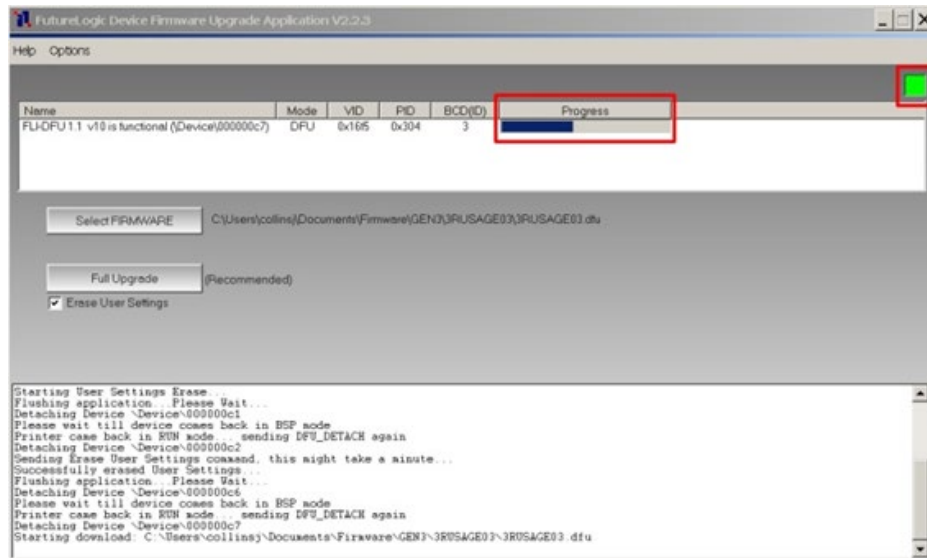 FutureLogic Device Firmware Upgrade Application V2.2.3
Help Options
Name Mode VID PID BCD(ID) Progress
FLI-DFU 1.1 v10 is functional (\Device\000000c7) DFU 0x16f5 0x304 3
Select FIRMWARE C:\Users\collinsj\Documents\Firmware\GEN3\3RUSAGE03\3RUSAGE03.dfu
Full Upgrade (Recommended)
Erase User Settings
Starting User Settings Erase...
Flushing application...Please Wait...
Detaching Device \Device\000000c1
Please wait till device comes back in BSP mode
Printer came back in RUN mode... sending DFU_DETACH again
Detaching Device \Device\000000c2
Sending Erase User Settings command, this might take a minute...
Successfully erased User Settings...
Flushing application...Please Wait...
Detaching Device \Device\000000c6
Please wait till device comes back in BSP mode
Printer came back in RUN mode... sending DFU_DETACH again
Detaching Device \Device\000000c7
Starting download: C:\Users\collinsj\Documents\Firmware\GEN3\3RUSAGE03\3RUSAGE03.dfu